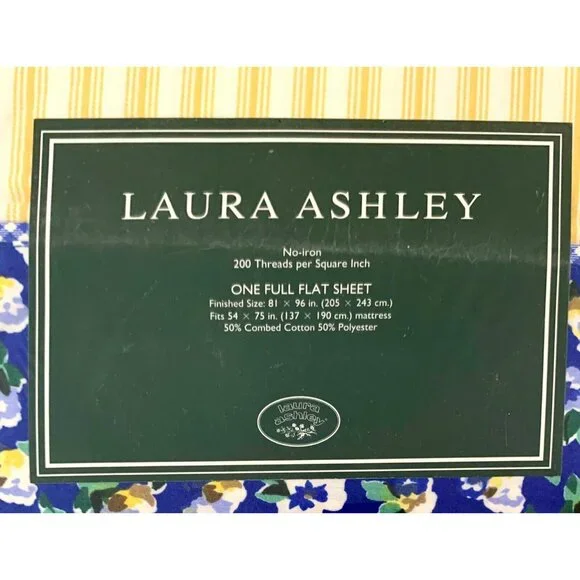 LAURA ASHLEY
No-iron
200 Threads per Square Inch
ONE FULL FLAT SHEET
Finished Size: 81 × 96 in. (205 × 243 cm.)
Fits 54 × 75 in. (137 × 190 cm.) mattress
50% Combed Cotton 50% Polyester
laura
ashley